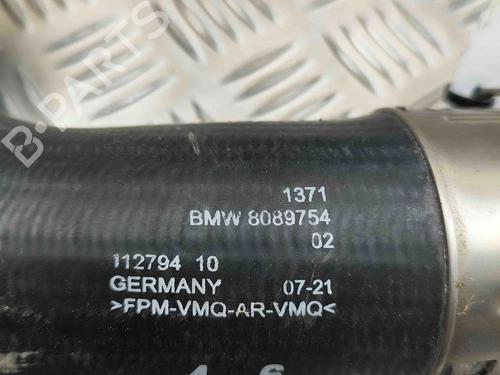 B-PARTS
1371
BMW 8089754
02
112794 10
GERMANY 07-21
>FPM-VMQ-AR-VMQ<